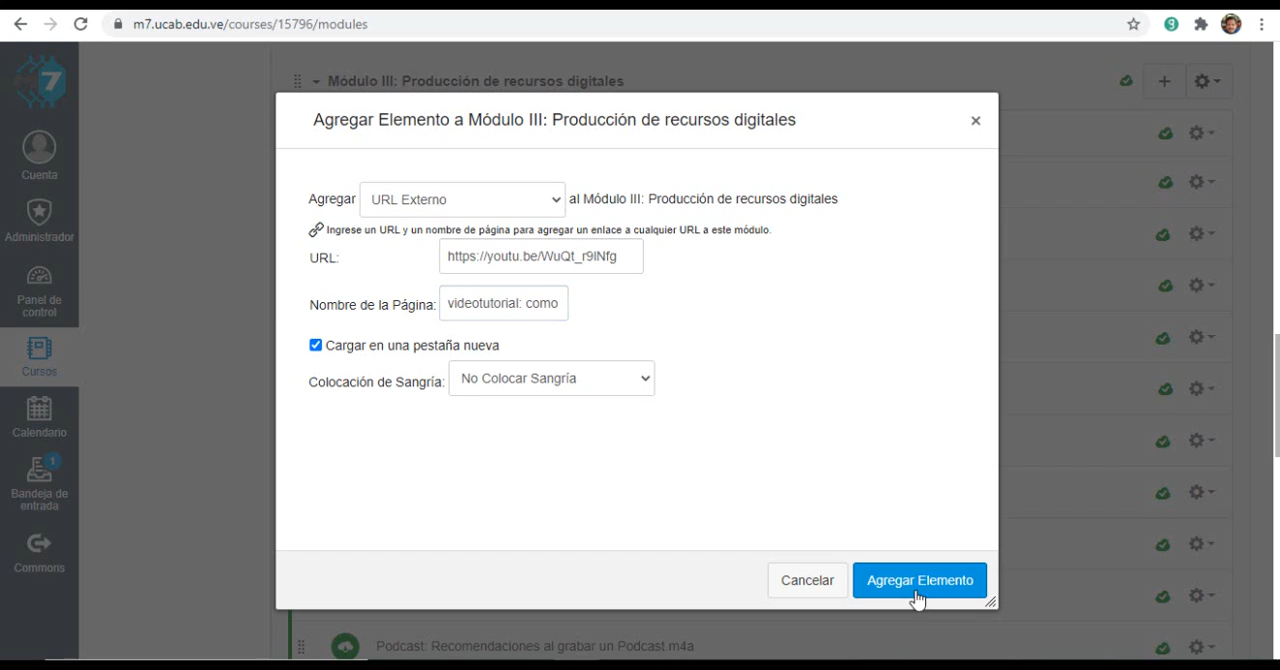 m7.ucab.edu.ve/courses/15796/modules
7
Cuenta
Administrador
Panel de
control
Cursos
Calendario
1
Bandeja de
entrada
Commons
Módulo III: Producción de recursos digitales
Agregar Elemento a Módulo III: Producción de recursos digitales
Agregar URL Externo al Módulo III: Producción de recursos digitales
Ingrese un URL y un nombre de página para agregar un enlace a cualquier URL a este módulo.
URL: https://youtu.be/WuQt_r9lNfg
Nombre de la Página: videotutorial: como
Cargar en una pestaña nueva
Colocación de Sangría: No Colocar Sangría
Cancelar
Agregar Elemento
Podcast: Recomendaciones al grabar un Podcast.m4a